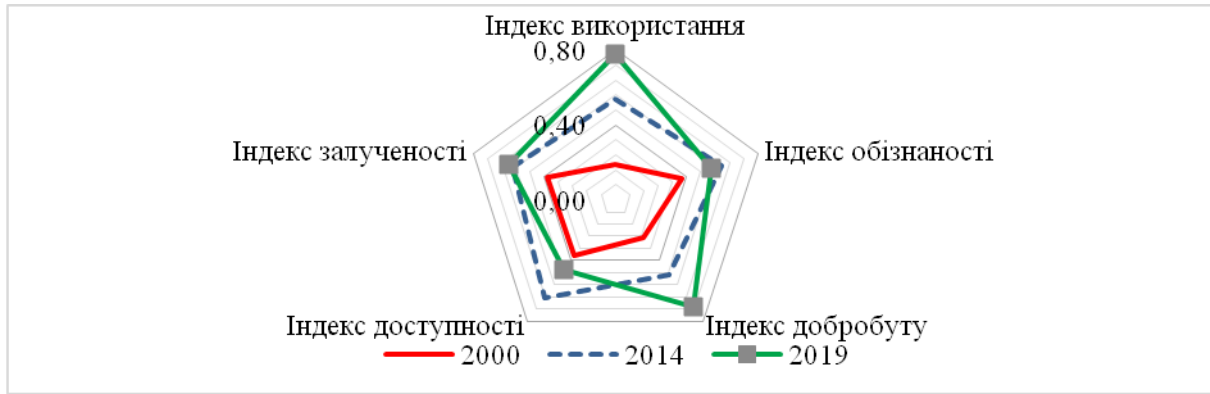 Індекс використання
0,80
0,40
Індекс залученості
Індекс обізнаності
0,00
Індекс доступності
Індекс добробуту
2000
2014
2019